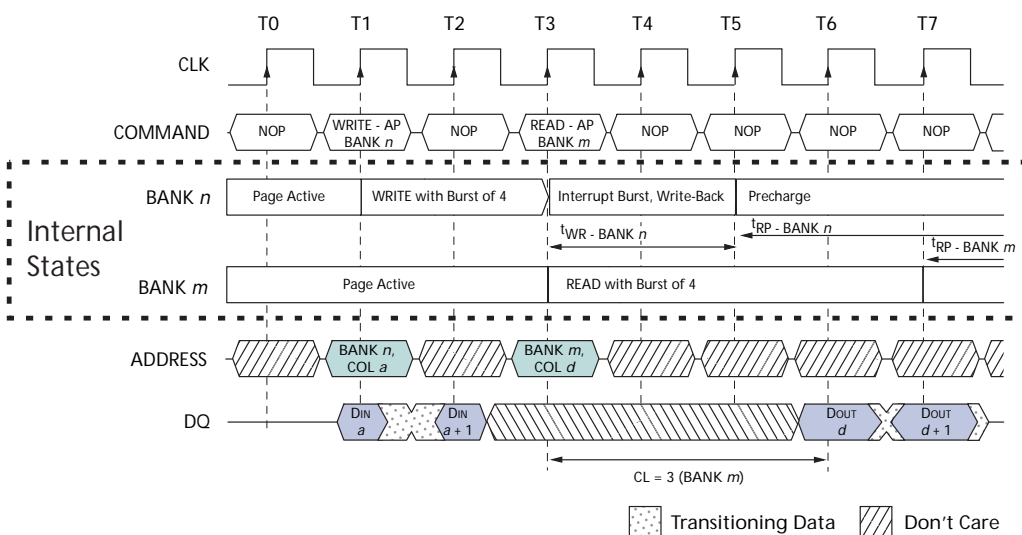 T0 T1 T2 T3 T4 T5 T6 T7
CLK
COMMAND NOP WRITE - AP BANK n NOP READ - AP BANK m NOP NOP NOP NOP
Internal States
BANK n Page Active WRITE with Burst of 4 Interrupt Burst, Write-Back Precharge
tWR - BANK n tRP - BANK n
tRP - BANK m
BANK m Page Active READ with Burst of 4
ADDRESS BANK n, COL a BANK m, COL d
DQ DIN a DIN a + 1 DOUT d DOUT d + 1
CL = 3 (BANK m)
Transitioning Data Don't Care